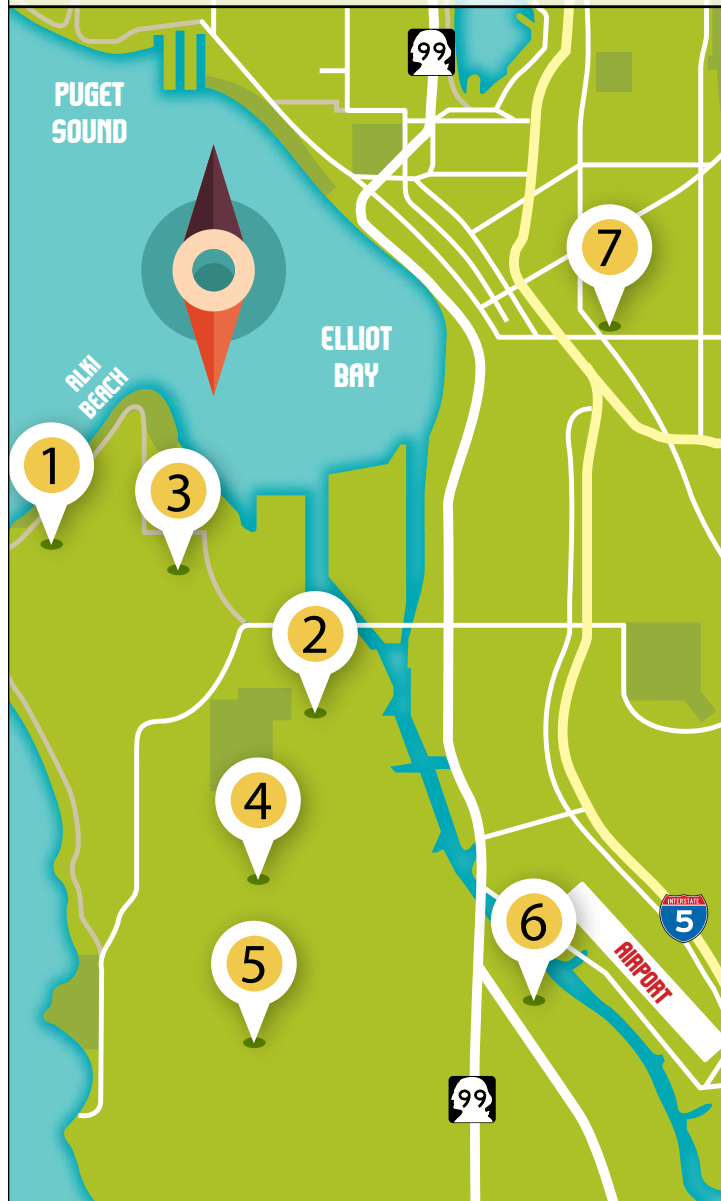 99
PUGET
SOUND
7
ELLIOT
BAY
ALKI
BEACH
1
3
2
4
INTERSTATE
5
6
AIRPORT
5
99